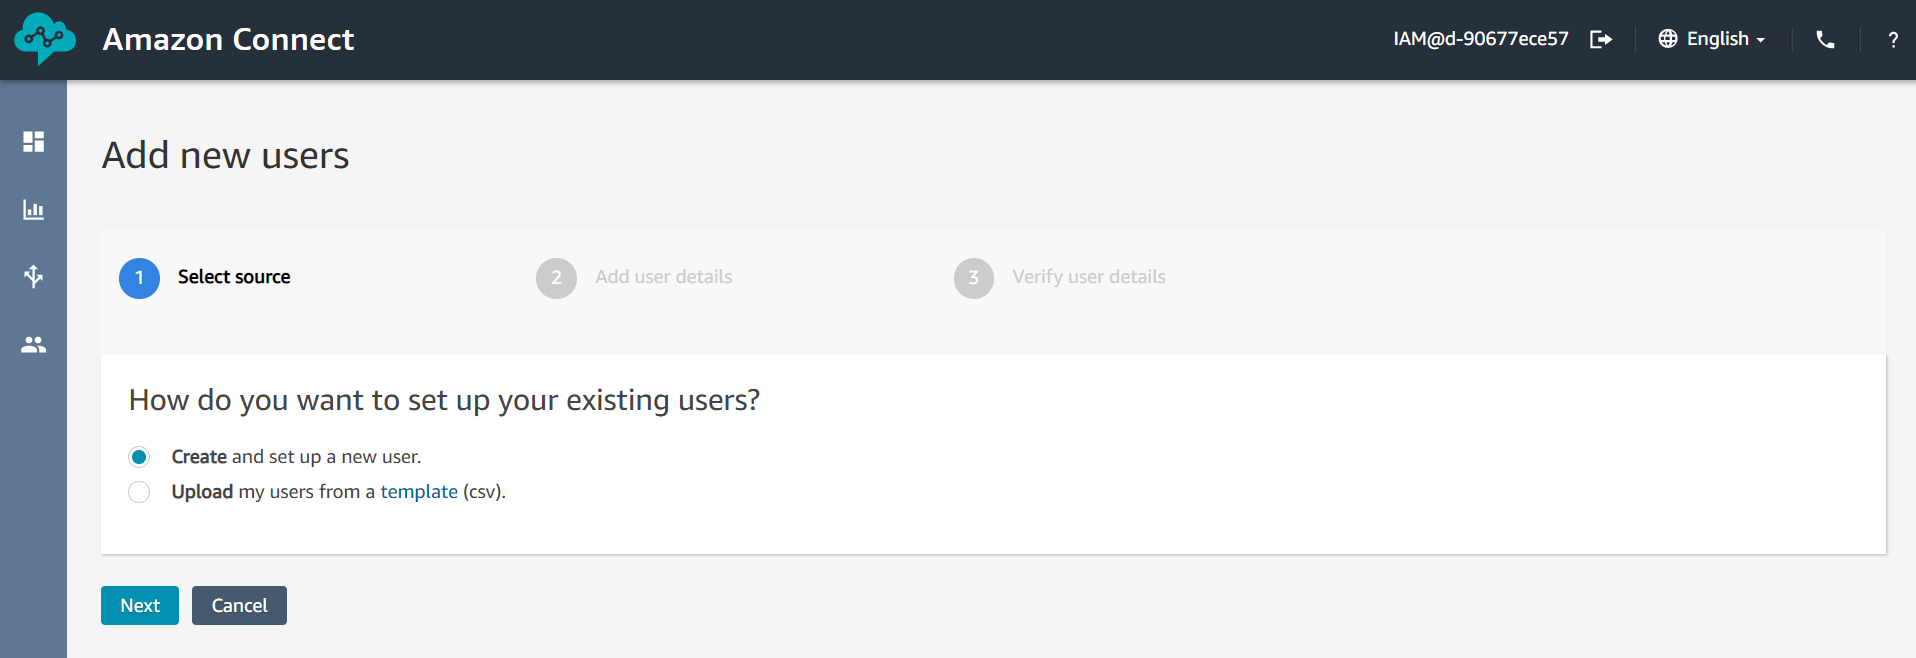 Amazon Connect
IAM@d-90677ece57
English
?
Add new users
1 Select source
2 Add user details
3 Verify user details
How do you want to set up your existing users?
Create and set up a new user.
Upload my users from a template (csv).
Next
Cancel